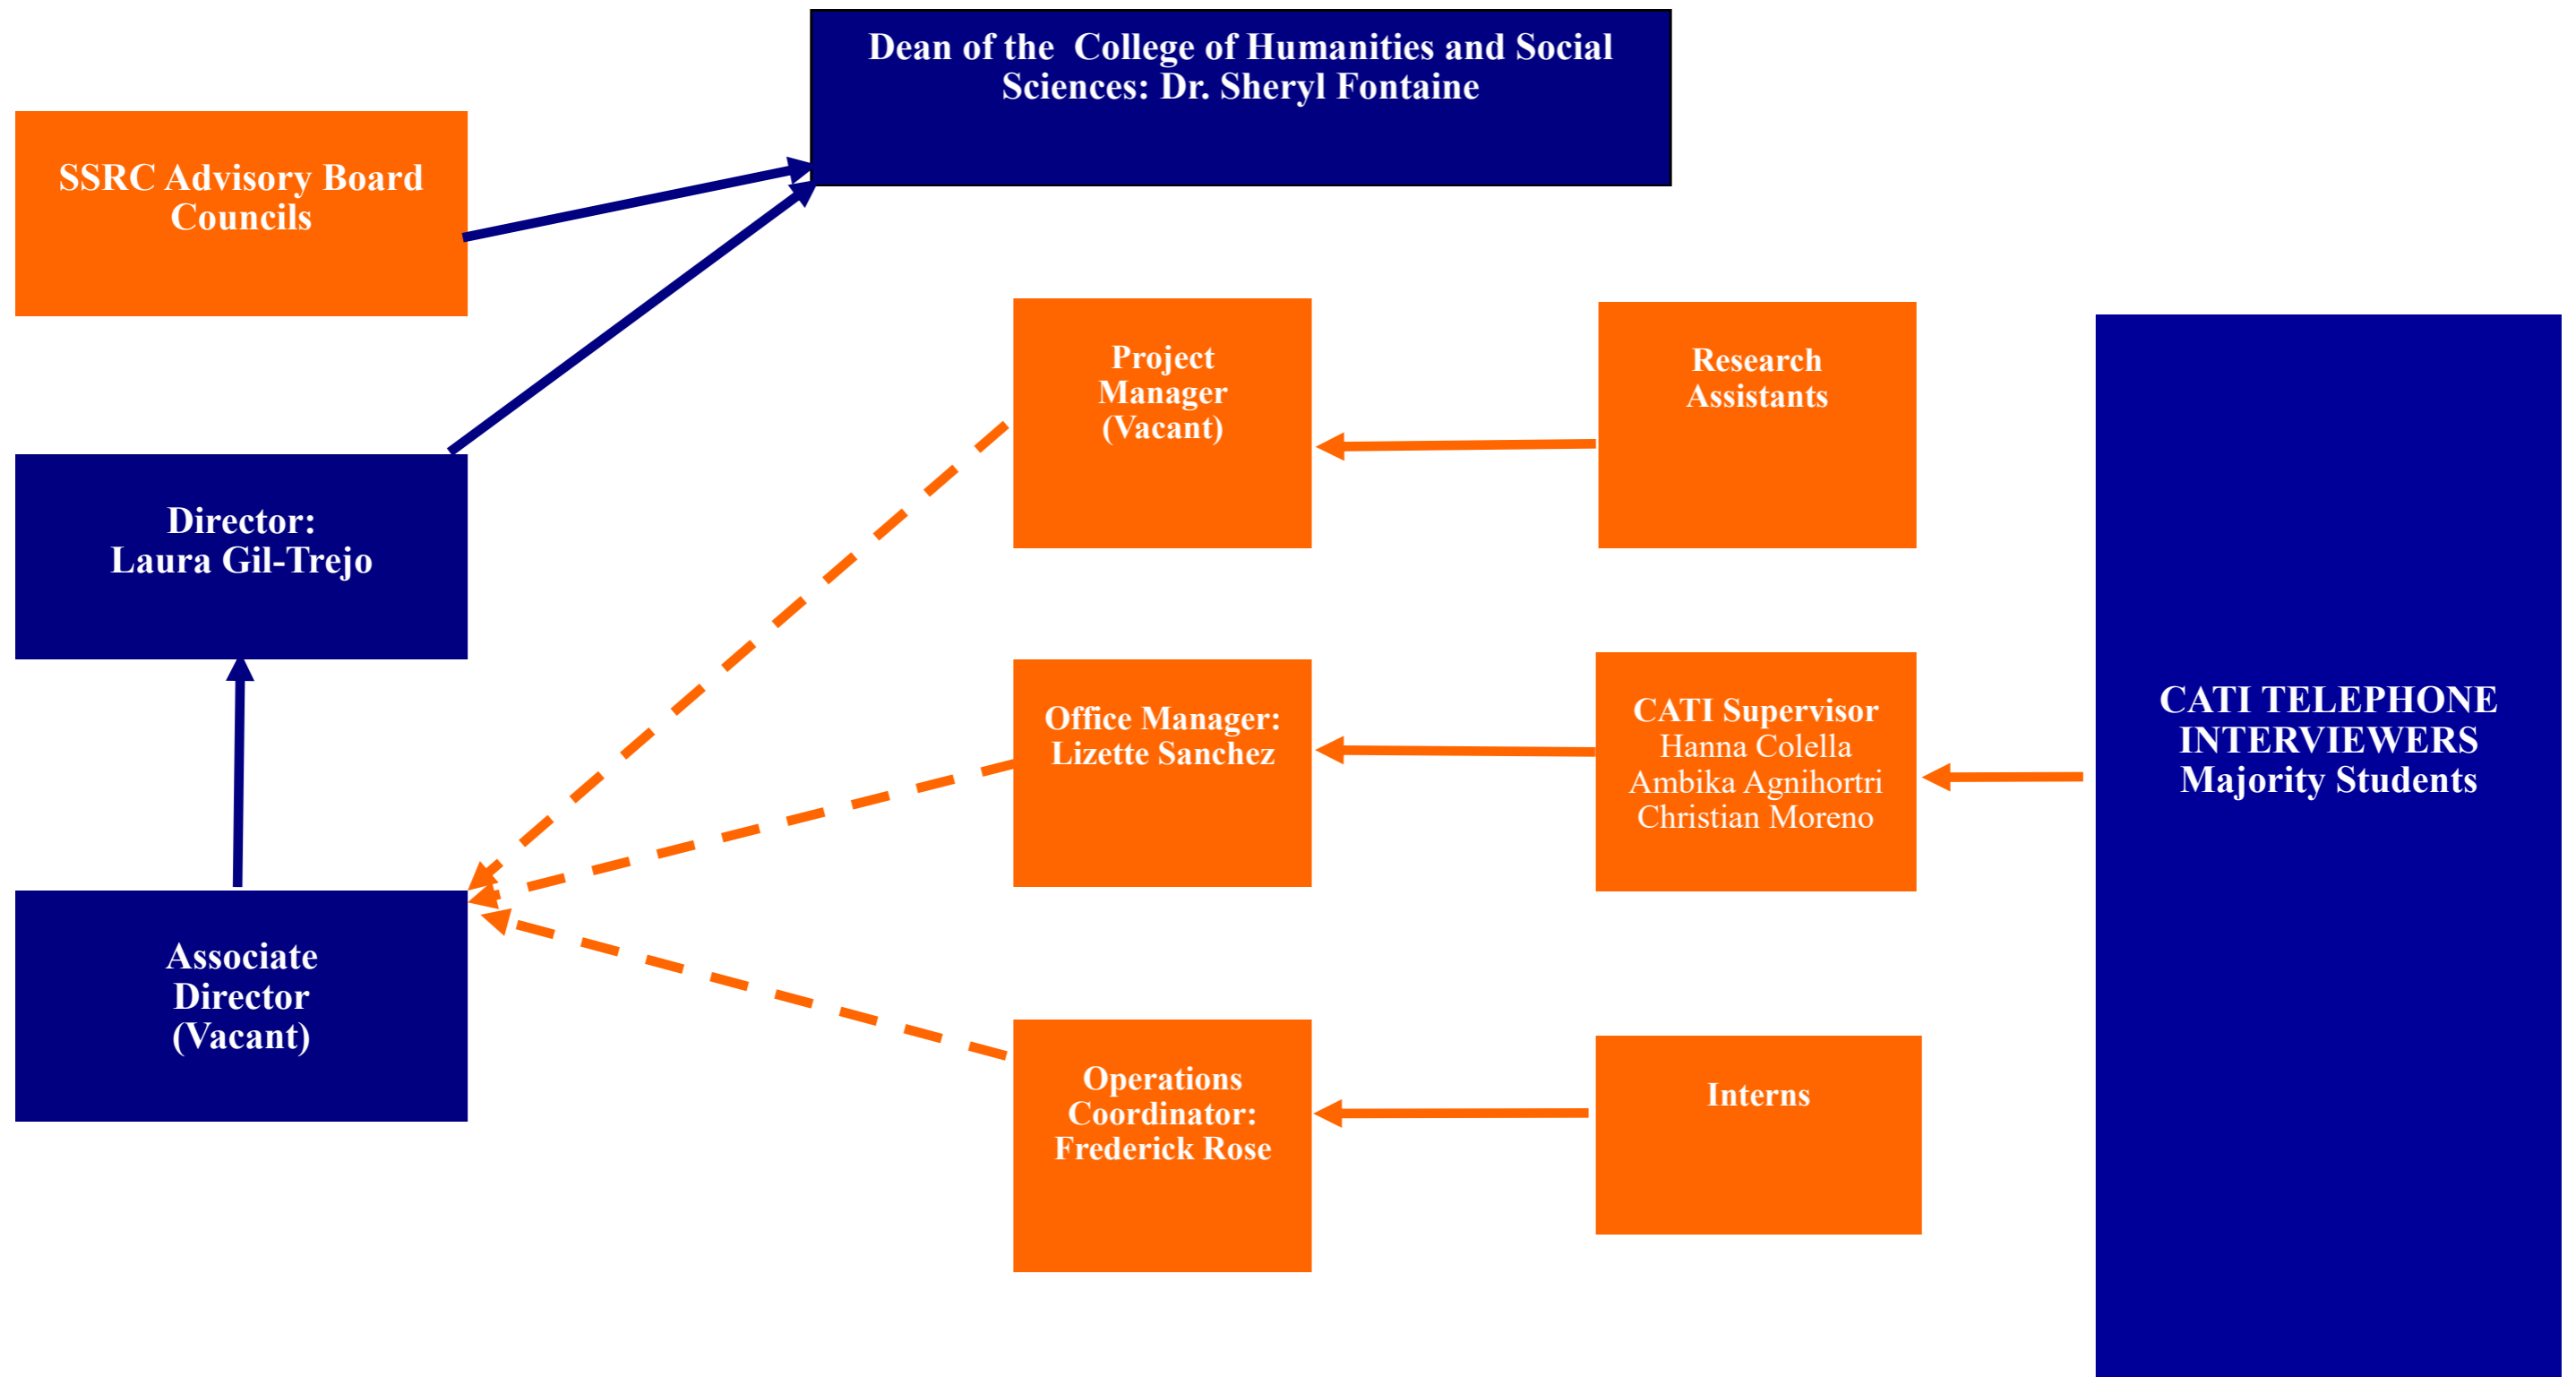 Dean of the College of Humanities and Social
Sciences: Dr. Sheryl Fontaine
SSRC Advisory Board
Councils
Director:
Laura Gil-Trejo
Associate
Director
(Vacant)
Project
Manager
(Vacant)
Research
Assistants
Office Manager:
Lizette Sanchez
CATI Supervisor
Hanna Colella
Ambika Agnihortri
Christian Moreno
Operations
Coordinator:
Frederick Rose
Interns
CATI TELEPHONE
INTERVIEWERS
Majority Students